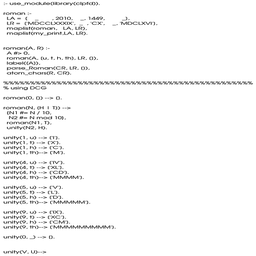 :- use_module(library(clpfd)).
roman :-
LA = [ _ , _ , 2010, _, 1449, _],
LR = ['MDCCLXXXIX', _ , 'CX', _, _, 'MDCLXVI'],
maplist(roman, LA, LR),
maplist(my_print,LA, LR).
roman(A, R) :-
A #> 0,
roman(A, [u, t, h, th], LR, []),
label([A]),
parse_Roman(CR, LR, []),
atom_chars(R, CR).
%%%%%%%%%%%%%%%%%%%%%%%%%%%%%%%%%%%%%%%%%%%%%%%%%
% using DCG
roman(0, []) --> [].
roman(N, [H | T]) -->
{N1 #= N / 10,
N2 #= N mod 10},
roman(N1, T),
unity(N2, H).
unity(1, u) --> ['I'].
unity(1, t) --> ['X'].
unity(1, h) --> ['C'].
unity(1, th)--> ['M'].
unity(4, u) --> ['IV'].
unity(4, t) --> ['XL'].
unity(4, h) --> ['CD'].
unity(4, th)--> ['MMMM'].
unity(5, u) --> ['V'].
unity(5, t) --> ['L'].
unity(5, h) --> ['D'].
unity(5, th)--> ['MMMMM'].
unity(9, u) --> ['IX'].
unity(9, t) --> ['XC'].
unity(9, h) --> ['CM'].
unity(9, th)--> ['MMMMMMMMM'].
unity(0, _) --> [].
unity(V, U)-->